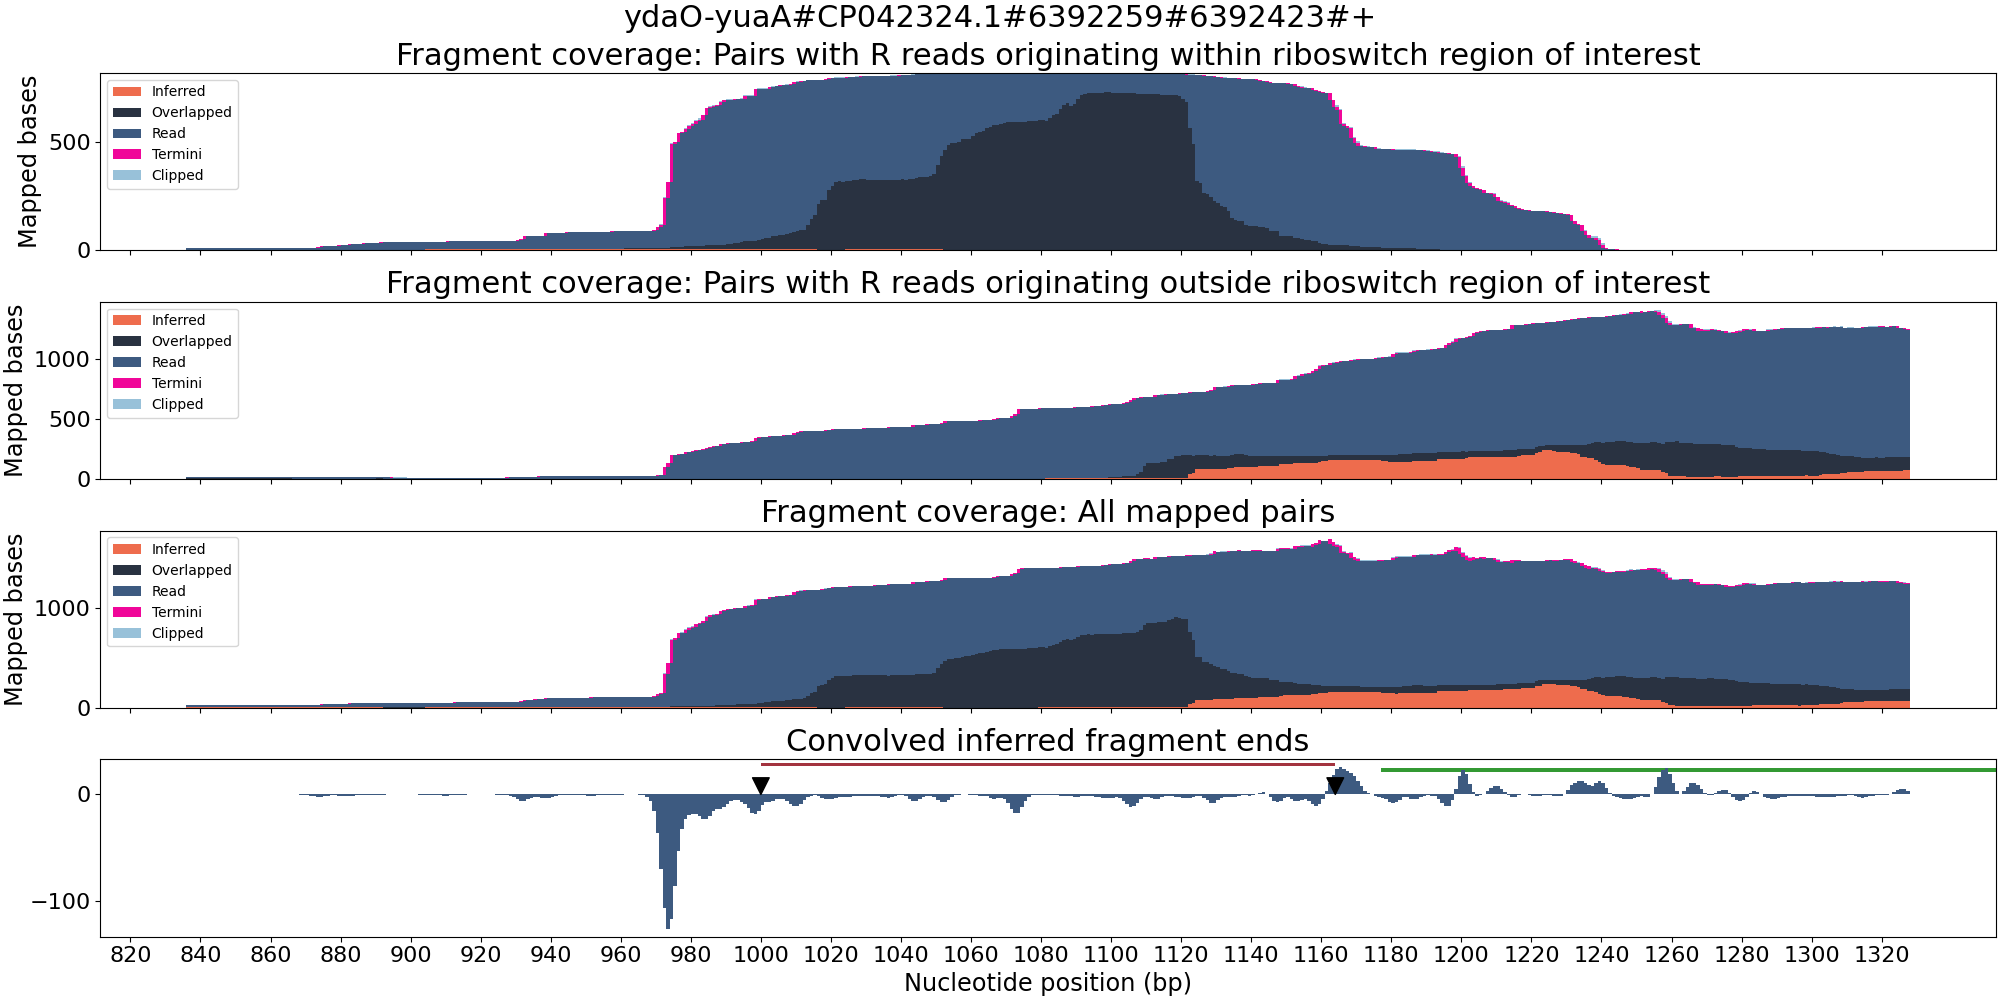 ydaO-yuaA#CP042324.1#6392259#6392423#+
Fragment coverage: Pairs with R reads originating within riboswitch region of interest
Mapped bases
500
0
Inferred
Overlapped
Read
Termini
Clipped
Fragment coverage: Pairs with R reads originating outside riboswitch region of interest
Mapped bases
1000
500
0
Inferred
Overlapped
Read
Termini
Clipped
Fragment coverage: All mapped pairs
Mapped bases
1000
0
Inferred
Overlapped
Read
Termini
Clipped
Convolved inferred fragment ends
0
−100
820 840 860 880 900 920 940 960 980 1000 1020 1040 1060 1080 1100 1120 1140 1160 1180 1200 1220 1240 1260 1280 1300 1320
Nucleotide position (bp)